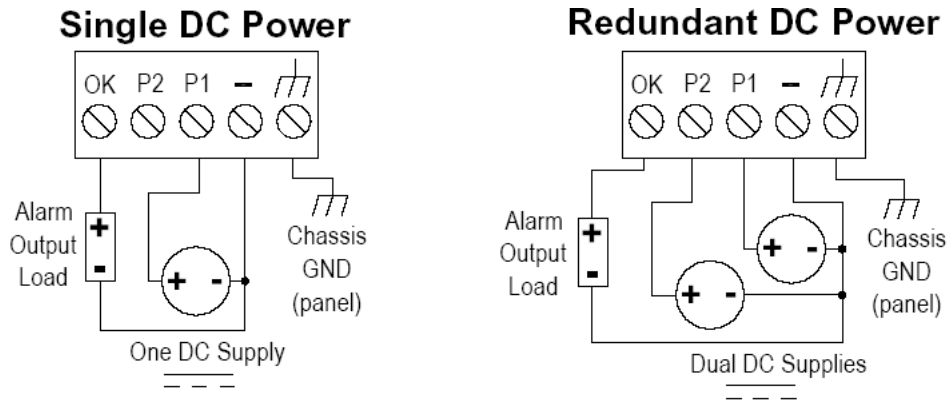 Single DC Power
OK P2 P1 –
+
-
Alarm
Output
Load
+ -
Chassis
GND
(panel)
One DC Supply
Redundant DC Power
OK P2 P1 –
+
-
Alarm
Output
Load
+ -
+ -
Chassis
GND
(panel)
Dual DC Supplies